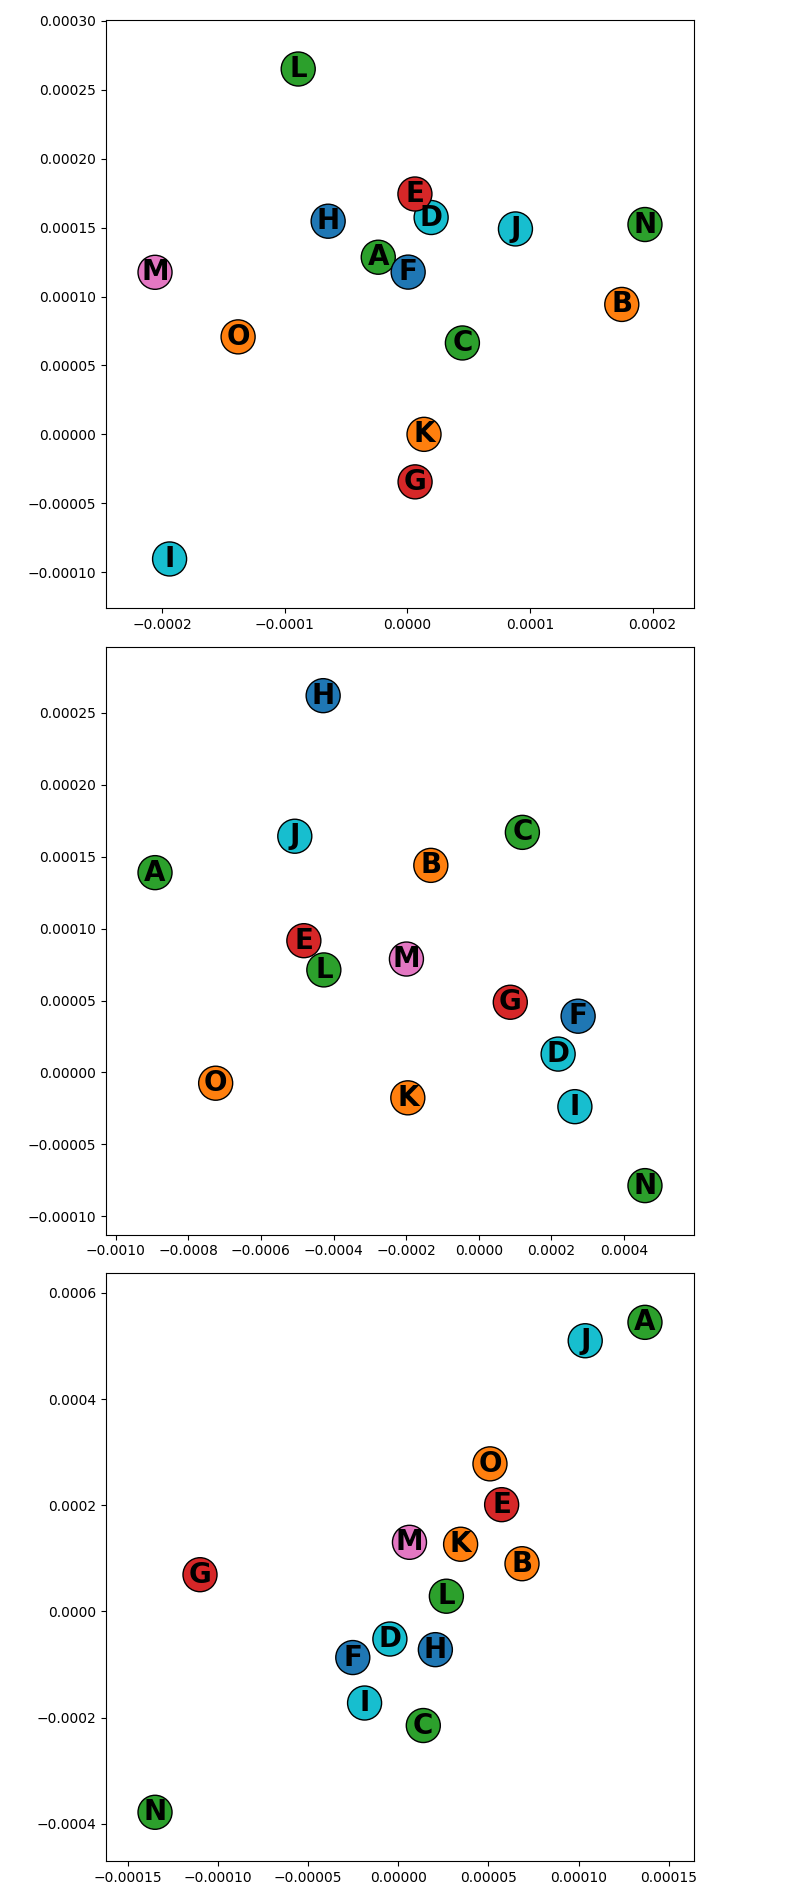 0.00030
L
0.00025
0.00020
E
H
D
J
N
0.00015
A
F
M
0.00010
B
O
C
0.00005
K
0.00000
G
−0.00005
I
−0.00010
−0.0002 −0.0001 0.0000 0.0001 0.0002
H
0.00025
0.00020
J
C
0.00015
B
A
0.00010
E
M
L
0.00005
G
F
D
0.00000
O
K
I
−0.00005
N
−0.00010
−0.0010 −0.0008 −0.0006 −0.0004 −0.0002 0.0000 0.0002 0.0004
0.0006
A
J
0.0004
O
E
0.0002
M
K
B
G
L
0.0000
D
H
F
I
−0.0002
C
N
−0.0004
−0.00015 −0.00010 −0.00005 0.00000 0.00005 0.00010 0.00015